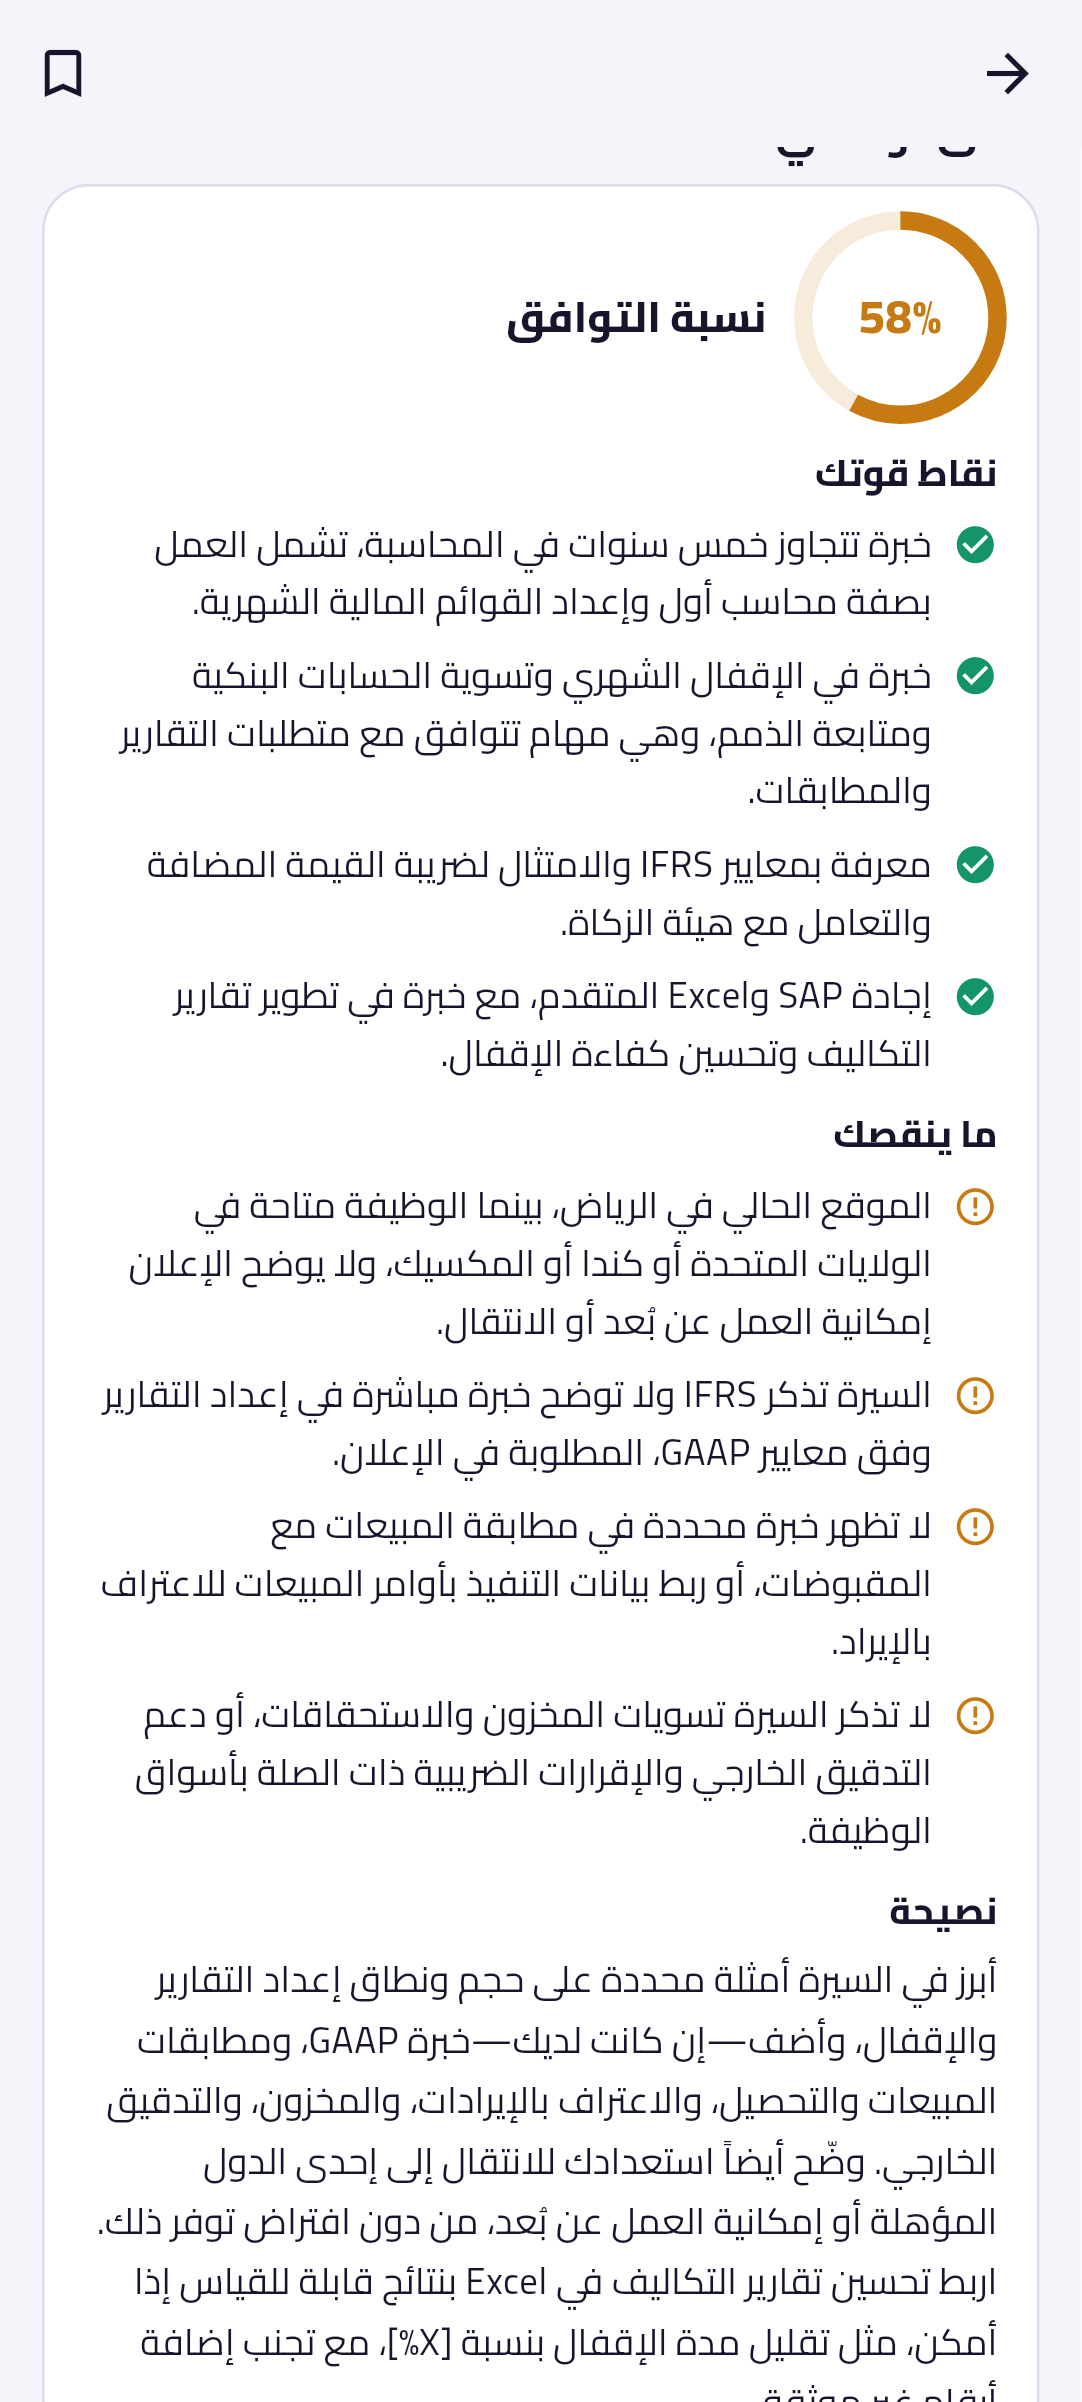 58%
نسبة التوافق
نقاط قوتك
خبرة تتجاوز خمس سنوات في المحاسبة، تشمل العمل
بصفة محاسب أول وإعداد القوائم المالية الشهرية.
خبرة في الإقفال الشهري وتسوية الحسابات البنكية
ومتابعة الذمم، وهي مهام تتوافق مع متطلبات التقارير
والمطابقات.
معرفة بمعايير IFRS والامتثال لضريبة القيمة المضافة
والتعامل مع هيئة الزكاة.
إجادة SAP وExcel المتقدم، مع خبرة في تطوير تقارير
التكاليف وتحسين كفاءة الإقفال.
ما ينقصك
الموقع الحالي في الرياض، بينما الوظيفة متاحة في
الولايات المتحدة أو كندا أو المكسيك، ولا يوضح الإعلان
إمكانية العمل عن بُعد أو الانتقال.
السيرة تذكر IFRS ولا توضح خبرة مباشرة في إعداد التقارير
وفق معايير GAAP، المطلوبة في الإعلان.
لا تظهر خبرة محددة في مطابقة المبيعات مع
المقبوضات، أو ربط بيانات التنفيذ بأوامر المبيعات للاعتراف
بالإيراد.
لا تذكر السيرة تسويات المخزون والاستحقاقات، أو دعم
التدقيق الخارجي والإقرارات الضريبية ذات الصلة بأسواق
الوظيفة.
نصيحة
أبرز في السيرة أمثلة محددة على حجم ونطاق إعداد التقارير
والإقفال، وأضف—إن كانت لديك—خبرة GAAP، ومطابقات
المبيعات والتحصيل، والاعتراف بالإيرادات، والمخزون، والتدقيق
الخارجي. وضّح أيضاً استعدادك للانتقال إلى إحدى الدول
المؤهلة أو إمكانية العمل عن بُعد، من دون افتراض توفر ذلك.
اربط تحسين تقارير التكاليف في Excel بنتائج قابلة للقياس إذا
أمكن، مثل تقليل مدة الإقفال بنسبة [X%]، مع تجنب إضافة